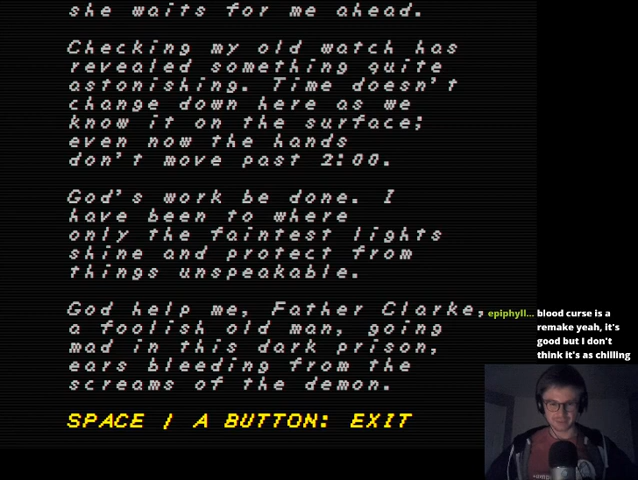 she waits for me ahead.
Checking my old watch has
revealed something quite
astonishing. Time doesn't
change down here as we
know it on the surface;
even now the hands
don't move past 2:00.
God's work be done. I
have been to where
only the faintest lights
shine and protect from
things unspeakable.
God help me, Father Clarke,
a foolish old man, going
mad in this dark prison,
ears bleeding from the
screams of the demon.
SPACE / A BUTTON: EXIT
epiphyll... blood curse is a
remake yeah, it's
good but I don't
think it's as chilling